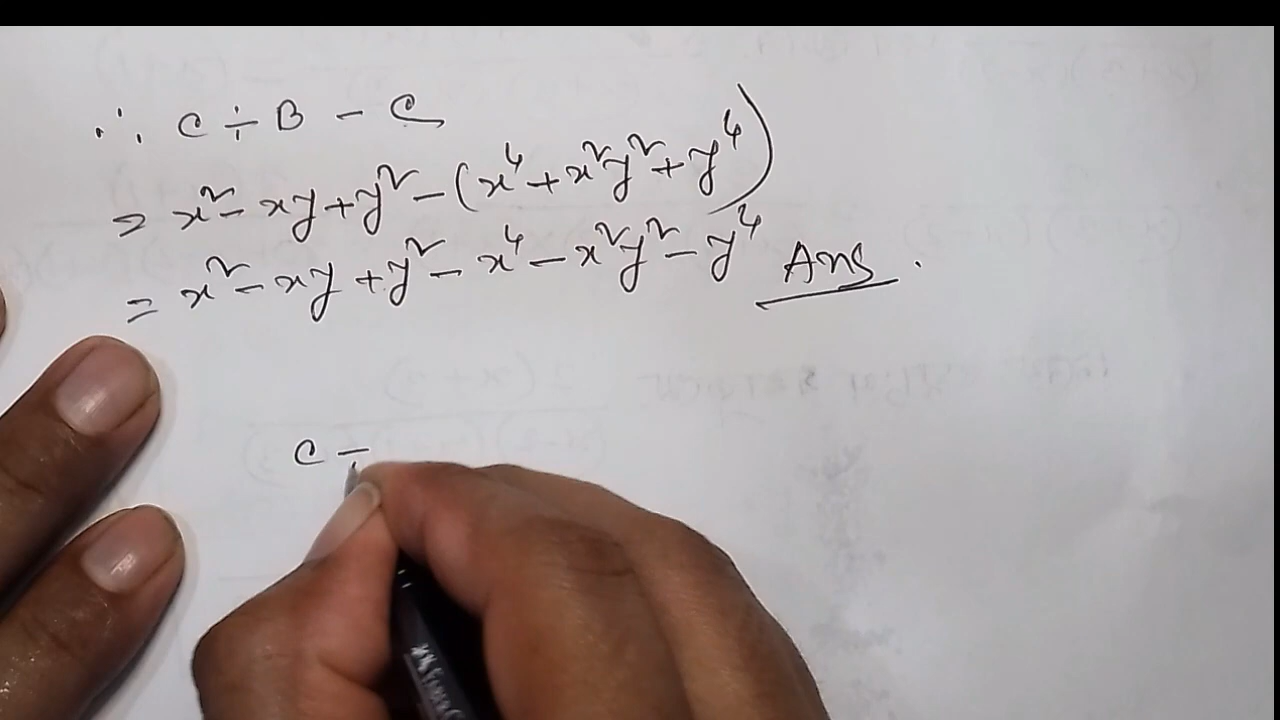 ∴ C ÷ B - C
= x² - xy + y² - (x⁴ + x²y² + y⁴)
= x² - xy + y² - x⁴ - x²y² - y⁴ Ans.
C ÷